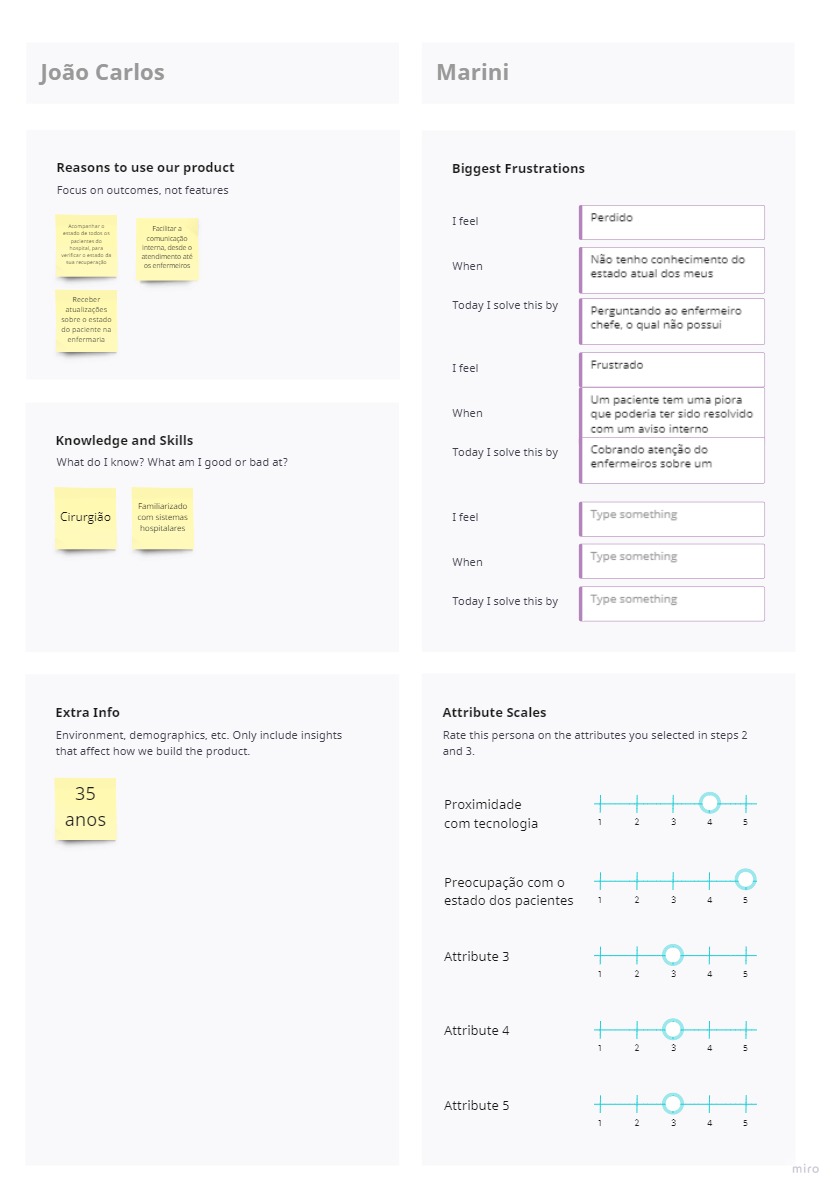 João Carlos
Marini
Reasons to use our product
Focus on outcomes, not features
Acompanhar o
estado de todos os
pacientes do
hospital, para
verificar o estado da
sua recuperação
Facilitar a
comunicação
interna, desde o
atendimento até
os enfermeiros
Receber
atualizações
sobre o estado
do paciente na
enfermaria
Knowledge and Skills
What do I know? What am I good or bad at?
Cirurgião
Familiarizado
com sistemas
hospitalares
Extra Info
Environment, demographics, etc. Only include insights
that affect how we build the product.
35
anos
Biggest Frustrations
I feel
Perdido
When
Não tenho conhecimento do
estado atual dos meus
Today I solve this by
Perguntando ao enfermeiro
chefe, o qual não possui
I feel
Frustrado
When
Um paciente tem uma piora
que poderia ter sido resolvido
com um aviso interno
Today I solve this by
Cobrando atenção do
enfermeiros sobre um
I feel
Type something
When
Type something
Today I solve this by
Type something
Attribute Scales
Rate this persona on the attributes you selected in steps 2
and 3.
Proximidade
com tecnologia
1 2 3 4 5
Preocupação com o
estado dos pacientes
1 2 3 4 5
Attribute 3
1 2 3 4 5
Attribute 4
1 2 3 4 5
Attribute 5
1 2 3 4 5
miro